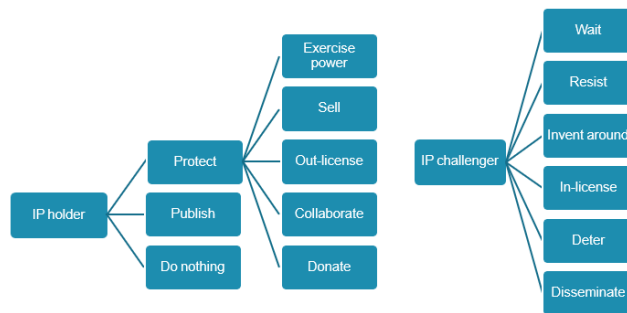 IP holder
Protect
Publish
Do nothing
Exercise
power
Sell
Out-license
Collaborate
Donate
IP challenger
Wait
Resist
Invent around
In-license
Deter
Disseminate